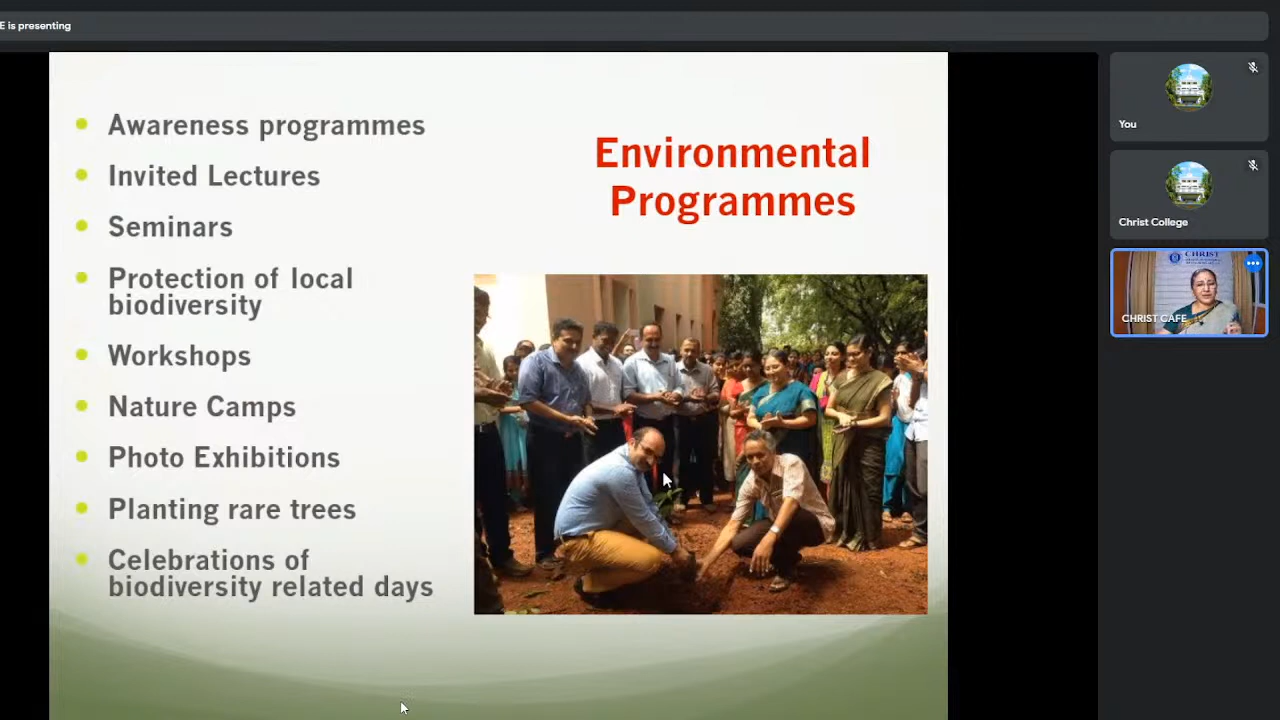 E is presenting
Awareness programmes
Invited Lectures
Seminars
Protection of local
biodiversity
Workshops
Nature Camps
Photo Exhibitions
Planting rare trees
Celebrations of
biodiversity related days
Environmental
Programmes
You
Christ College
CHRIST
CHRIST CAFE